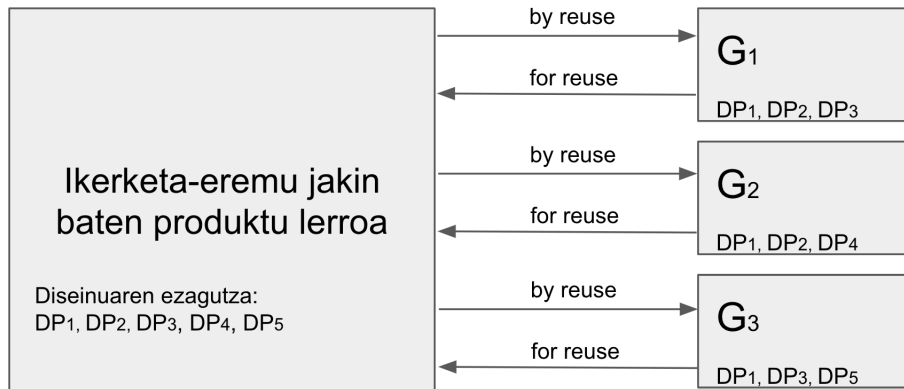 Ikerketa-eremu jakin
baten produktu lerroa
Diseinuaren ezagutza:
DP1, DP2, DP3, DP4, DP5
by reuse
for reuse
G1
DP1, DP2, DP3
by reuse
for reuse
G2
DP1, DP2, DP4
by reuse
for reuse
G3
DP1, DP3, DP5